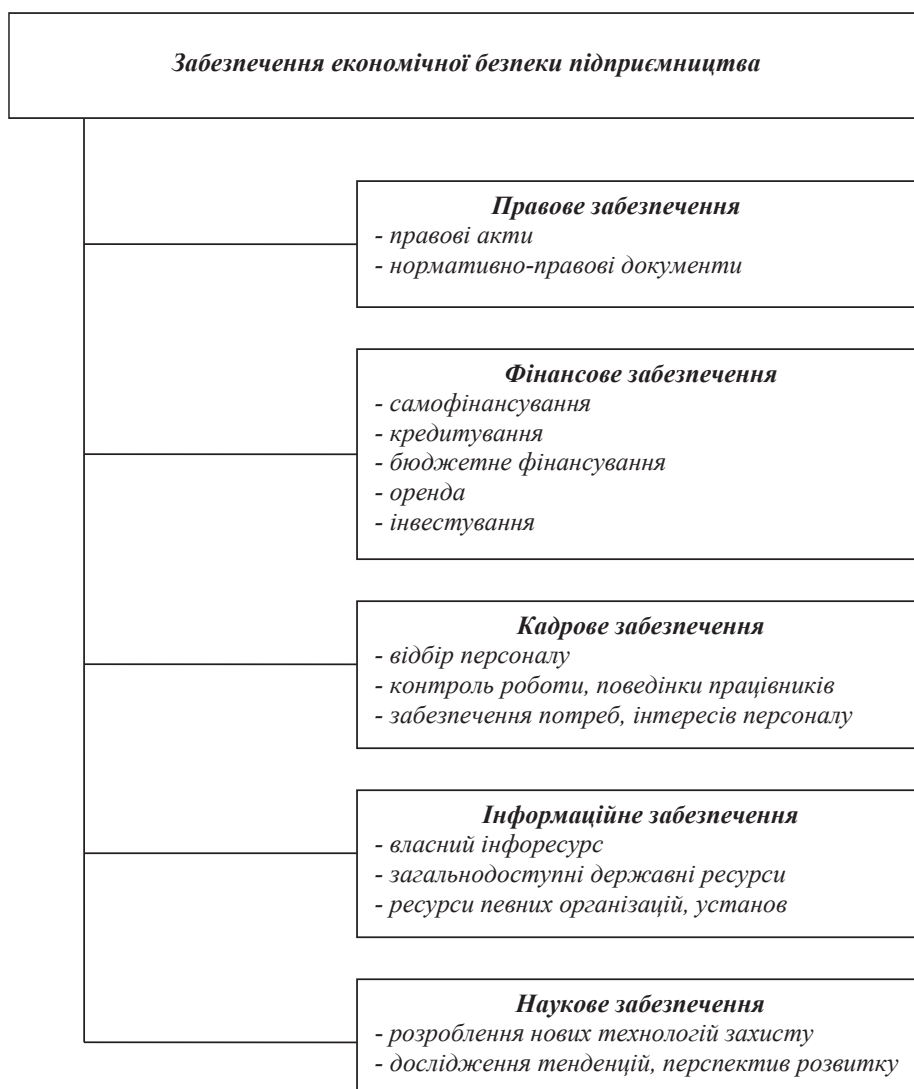 Забезпечення економічної безпеки підприємництва
Правове забезпечення
- правові акти
- нормативно-правові документи
Фінансове забезпечення
- самофінансування
- кредитування
- бюджетне фінансування
- оренда
- інвестування
Кадрове забезпечення
- відбір персоналу
- контроль роботи, поведінки працівників
- забезпечення потреб, інтересів персоналу
Інформаційне забезпечення
- власний інфоресурс
- загальнодоступні державні ресурси
- ресурси певних організацій, установ
Наукове забезпечення
- розроблення нових технологій захисту
- дослідження тенденцій, перспектив розвитку